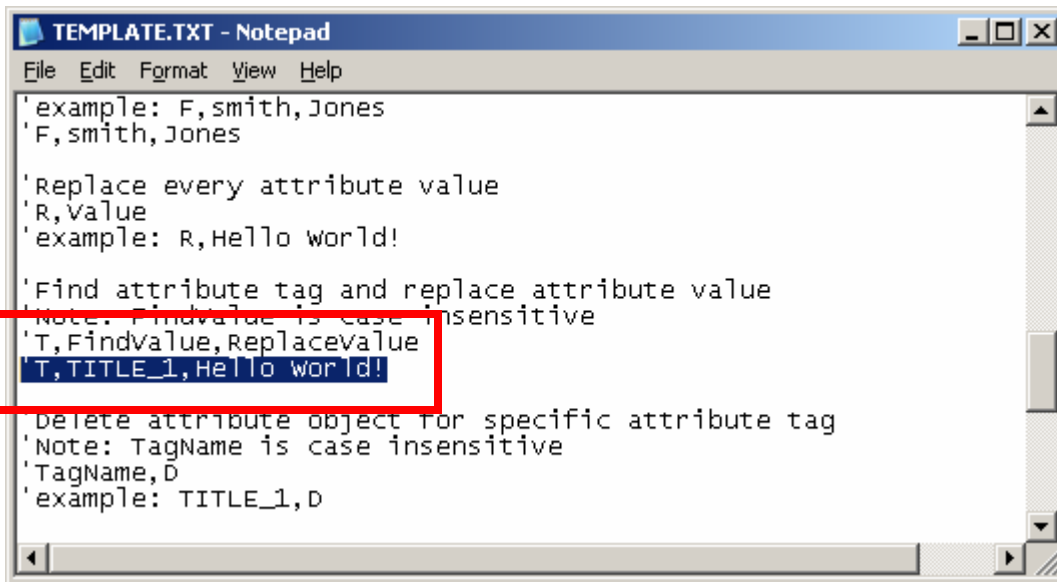 TEMPLATE.TXT - Notepad
File Edit Format View Help
'example: F,smith,Jones
'F,smith,Jones
'Replace every attribute value
'R,Value
'example: R,Hello World!
'Find attribute tag and replace attribute value
'Note: FindValue is case insensitive
'T,FindValue,ReplaceValue
'T,TITLE_1,Hello World!
'Delete attribute object for specific attribute tag
'Note: TagName is case insensitive
'TagName,D
'example: TITLE_1,D